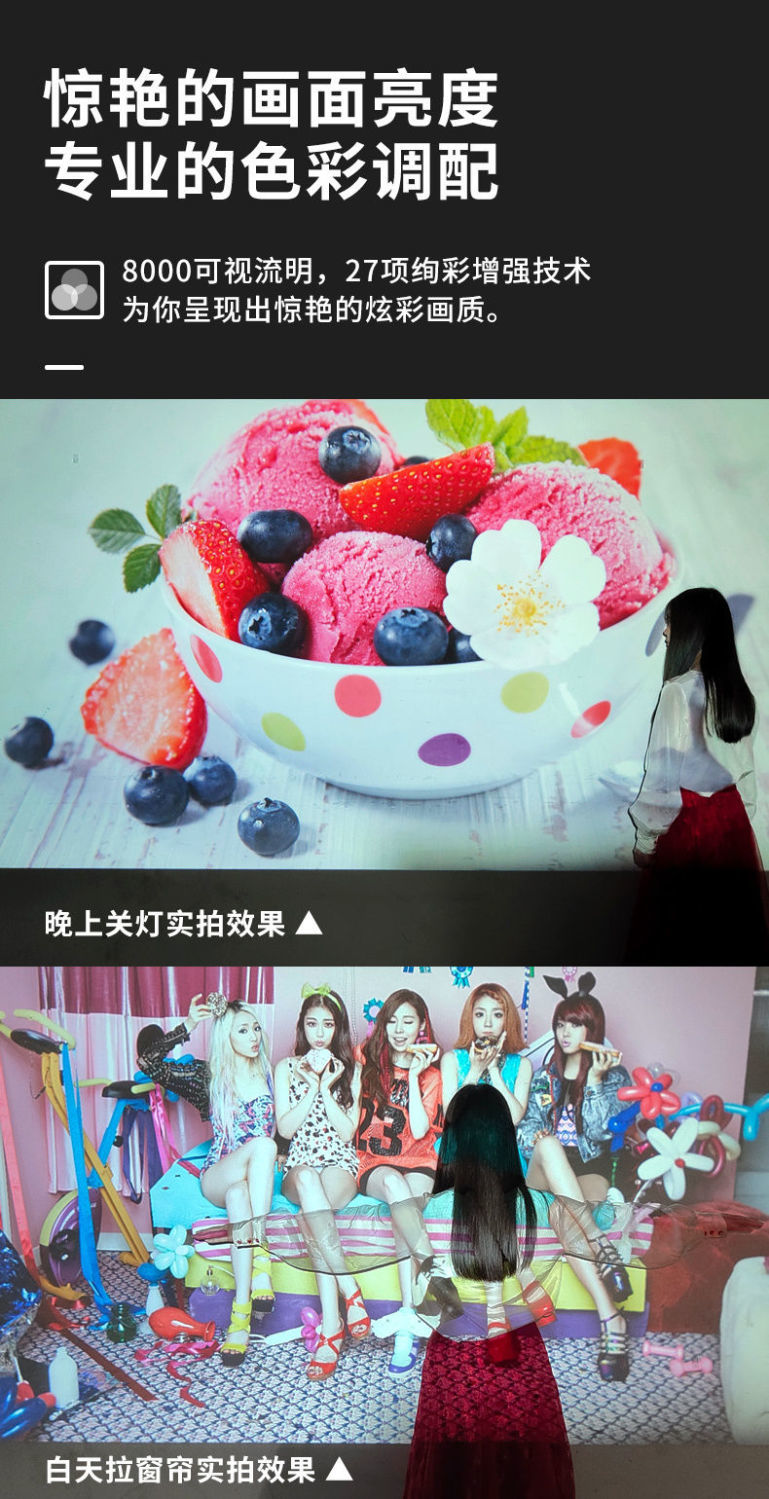 惊艳的画面亮度
专业的色彩调配
8000可视流明，27项绚彩增强技术
为你呈现出惊艳的炫彩画质。
晚上关灯实拍效果▲
23
白天拉窗帘实拍效果▲